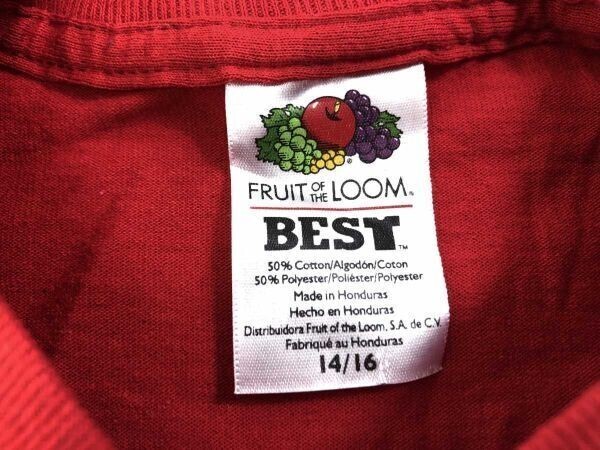 FRUIT OF THE LOOM®
BEST™
50% Cotton/Algodón/Coton
50% Polyester/Poliéster/Polyester
Made in Honduras
Hecho en Honduras
Distribuidora Fruit of the Loom, S.A. de C.V.
Fabriqué au Honduras
14/16